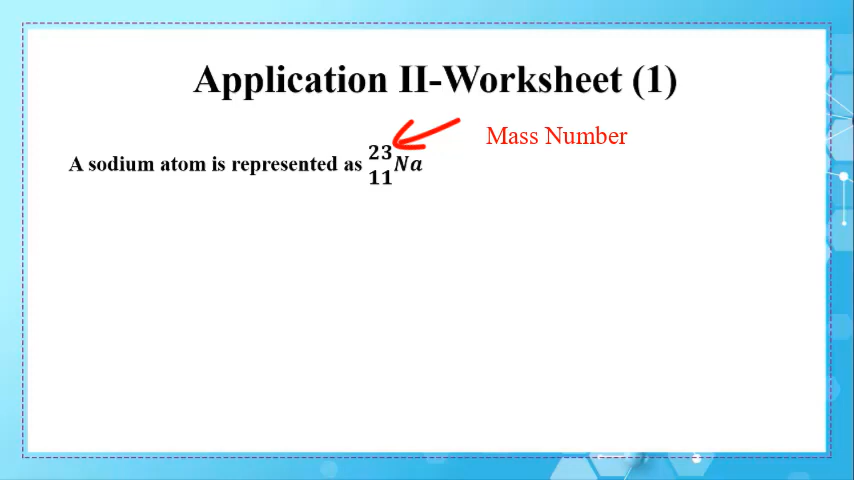 Application II-Worksheet (1)
Mass Number
A sodium atom is represented as ²³₁₁Na